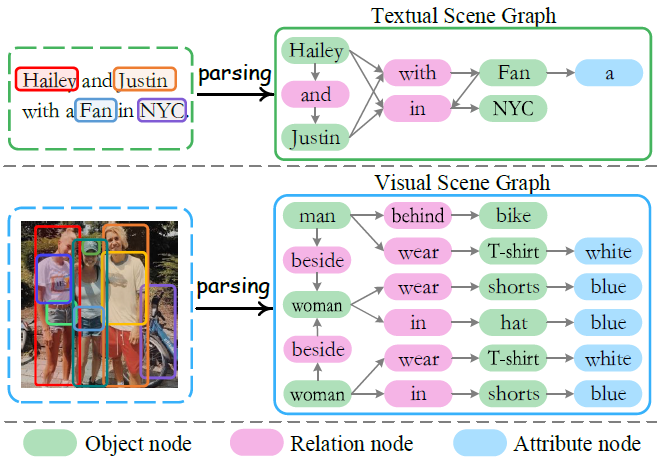 Textual Scene Graph
Hailey and Justin
with a Fan in NYC.
parsing
Hailey
with
Fan
a
and
in
NYC
Justin
Visual Scene Graph
parsing
man
behind
bike
beside
wear
T-shirt
white
woman
wear
shorts
blue
in
hat
blue
beside
wear
T-shirt
white
woman
in
shorts
blue
Object node
Relation node
Attribute node